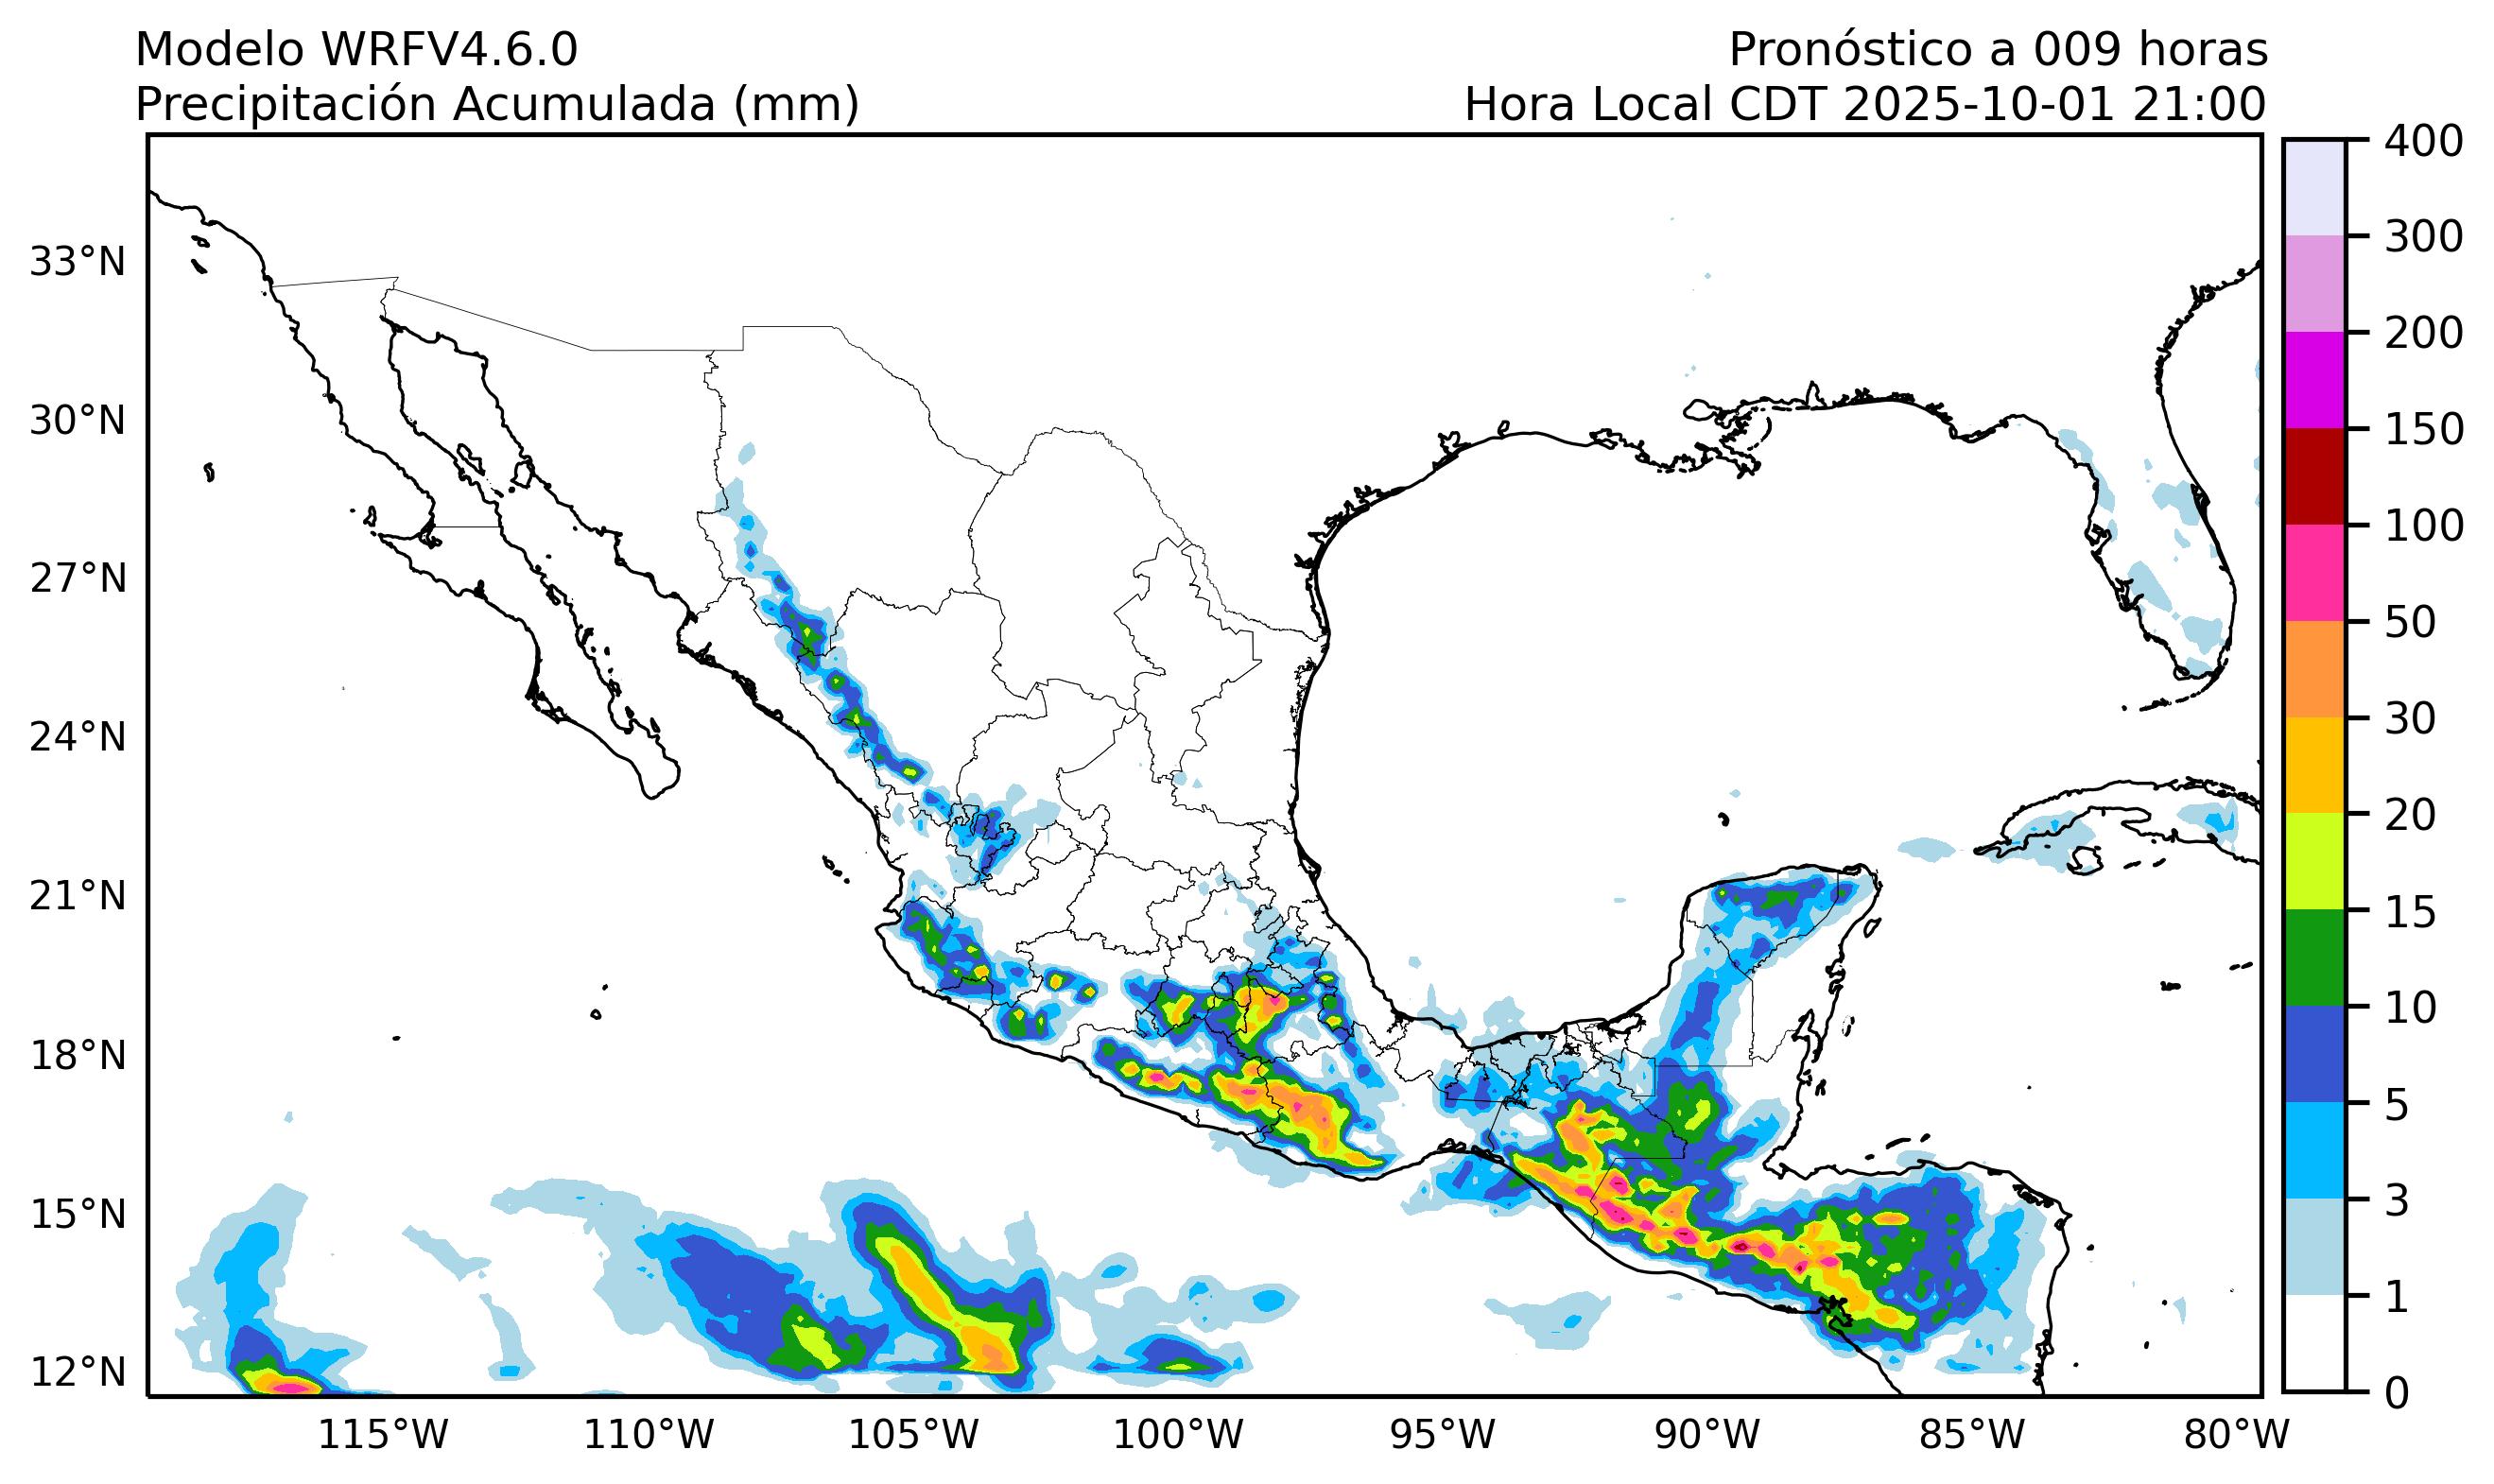 Modelo WRFV4.6.0
Pronóstico a 009 horas
Precipitación Acumulada (mm)
Hora Local CDT 2025-10-01 21:00
33°N
30°N
27°N
24°N
21°N
18°N
15°N
12°N
115°W
110°W
105°W
100°W
95°W
90°W
85°W
80°W
400
300
200
150
100
50
30
20
15
10
5
3
1
0